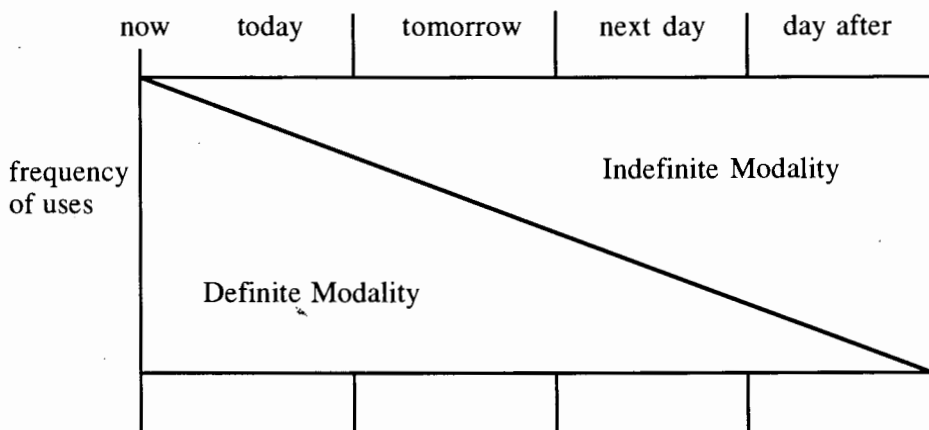 now today tomorrow next day day after
Indefinite Modality
frequency
of uses
Definite Modality